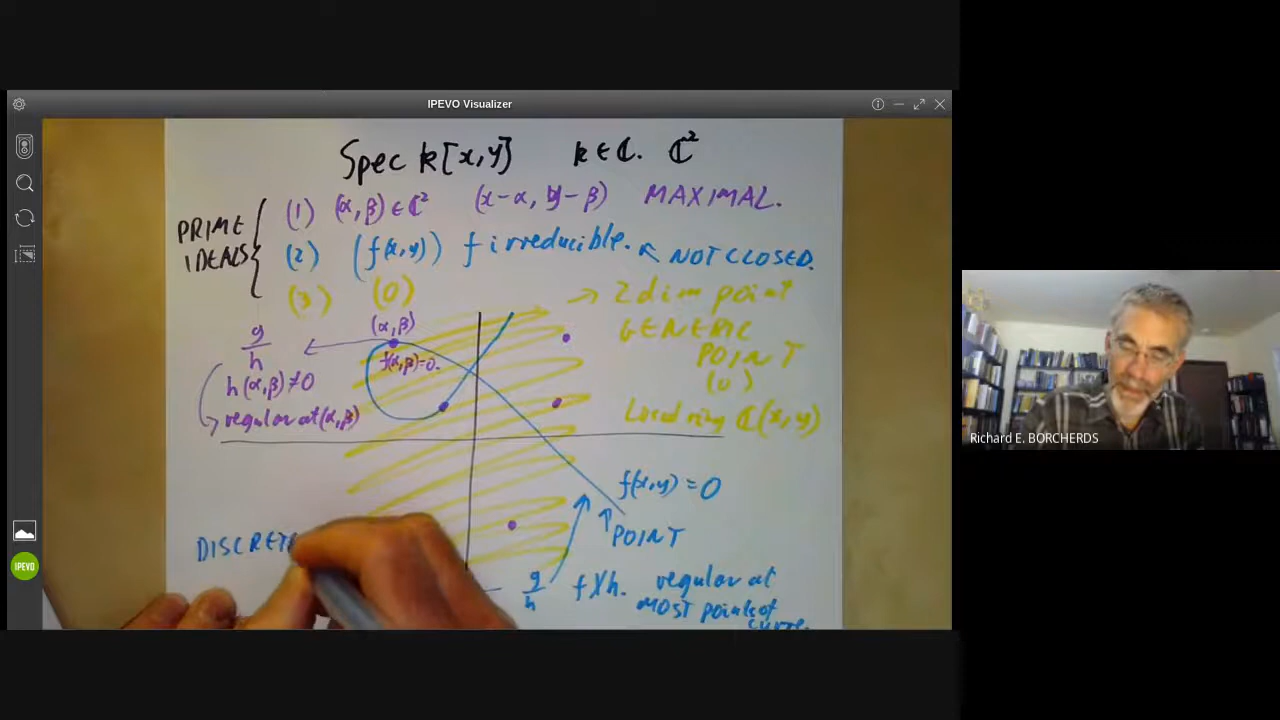 IPEVO Visualizer
Spec k[x,y] k∈ℂ. ℂ²
PRIME IDEALS
(1) (α,β)∈ℂ² (x-α, y-β) MAXIMAL.
(2) (f(x,y)) f irreducible. ↖ NOT CLOSED.
(3) (0) → 2 dim point
GENERIC
POINT
(0)
Local ring ℂ(x,y)
(α,β)
f(α,β)=0.
g/h
h(α,β)≠0
regular at (α,β)
f(x,y)=0
POINT
DISCRETE
g/h f∤h. regular at
MOST points of
curve.
IPEVO
Richard E. BORCHERDS